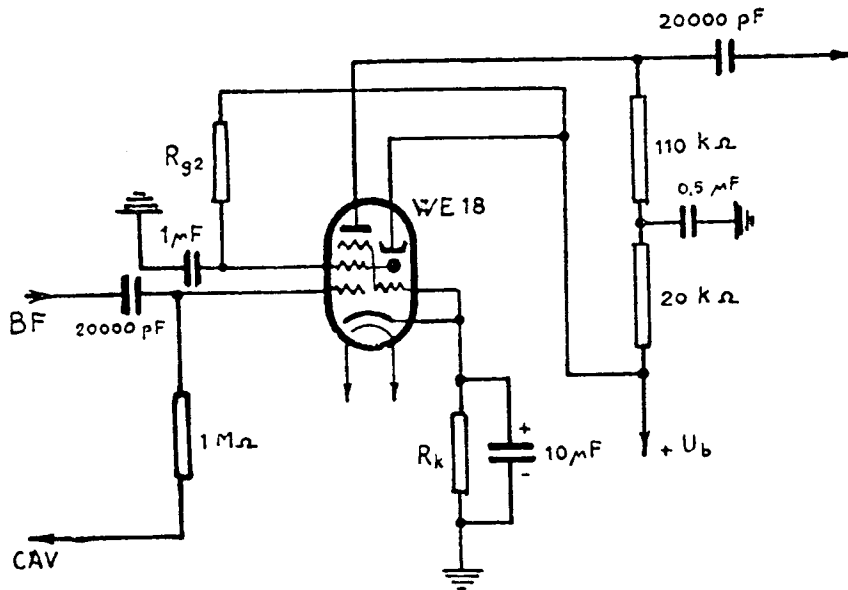 20000 pF
110 kΩ
R₉₂
WE 18
0,5 µF
1µF
20 kΩ
BF
20000 pF
1 MΩ
+ U_b
R_k
+
10µF
-
CAV